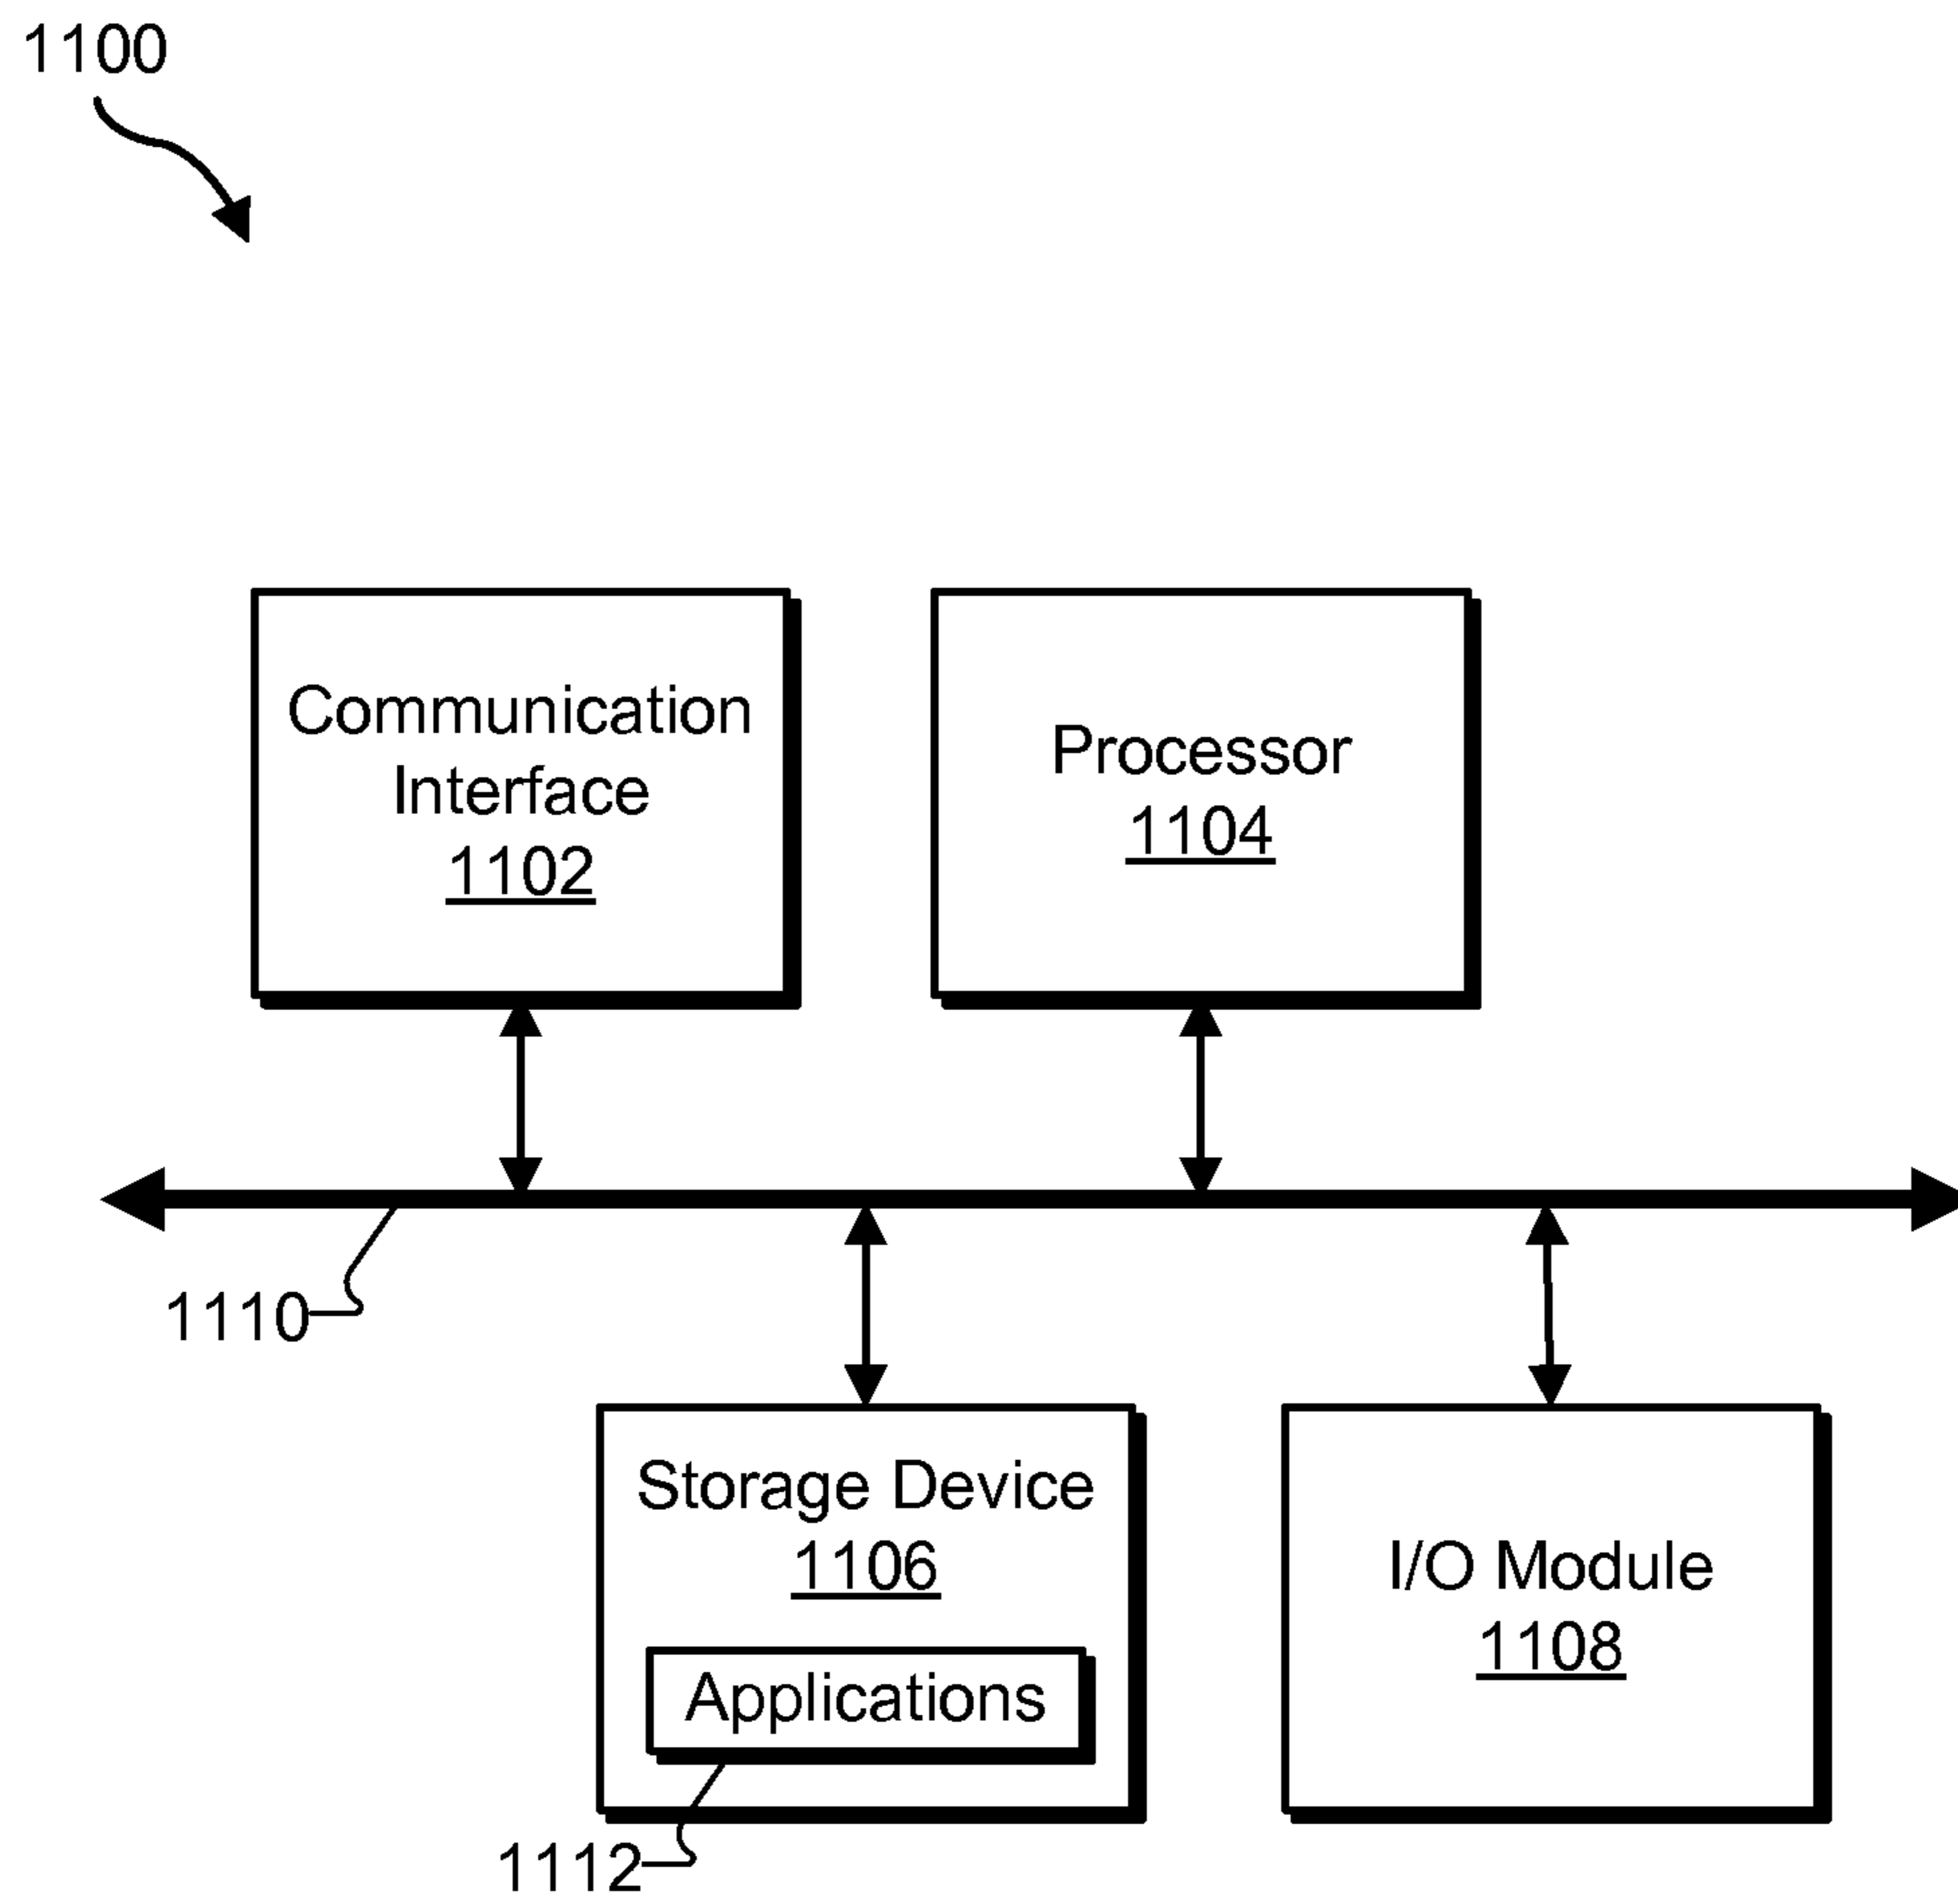 1100
Communication
Interface
1102
Processor
1104
1110
Storage Device
1106
Applications
1112
I/O Module
1108